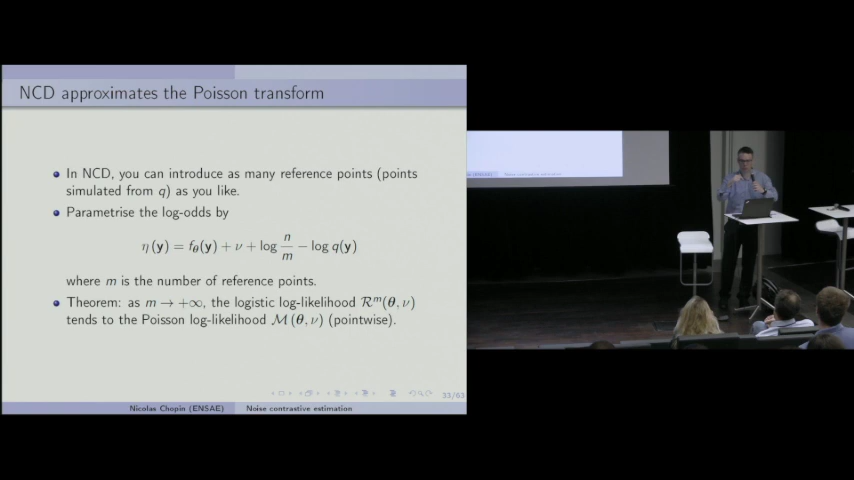 NCD approximates the Poisson transform
In NCD, you can introduce as many reference points (points
simulated from q) as you like.
Parametrise the log-odds by
η(y) = f_θ(y) + ν + log n/m − log q(y)
where m is the number of reference points.
Theorem: as m → +∞, the logistic log-likelihood R^m(θ, ν)
tends to the Poisson log-likelihood M(θ, ν) (pointwise).
33/63
Nicolas Chopin (ENSAE) Noise contrastive estimation